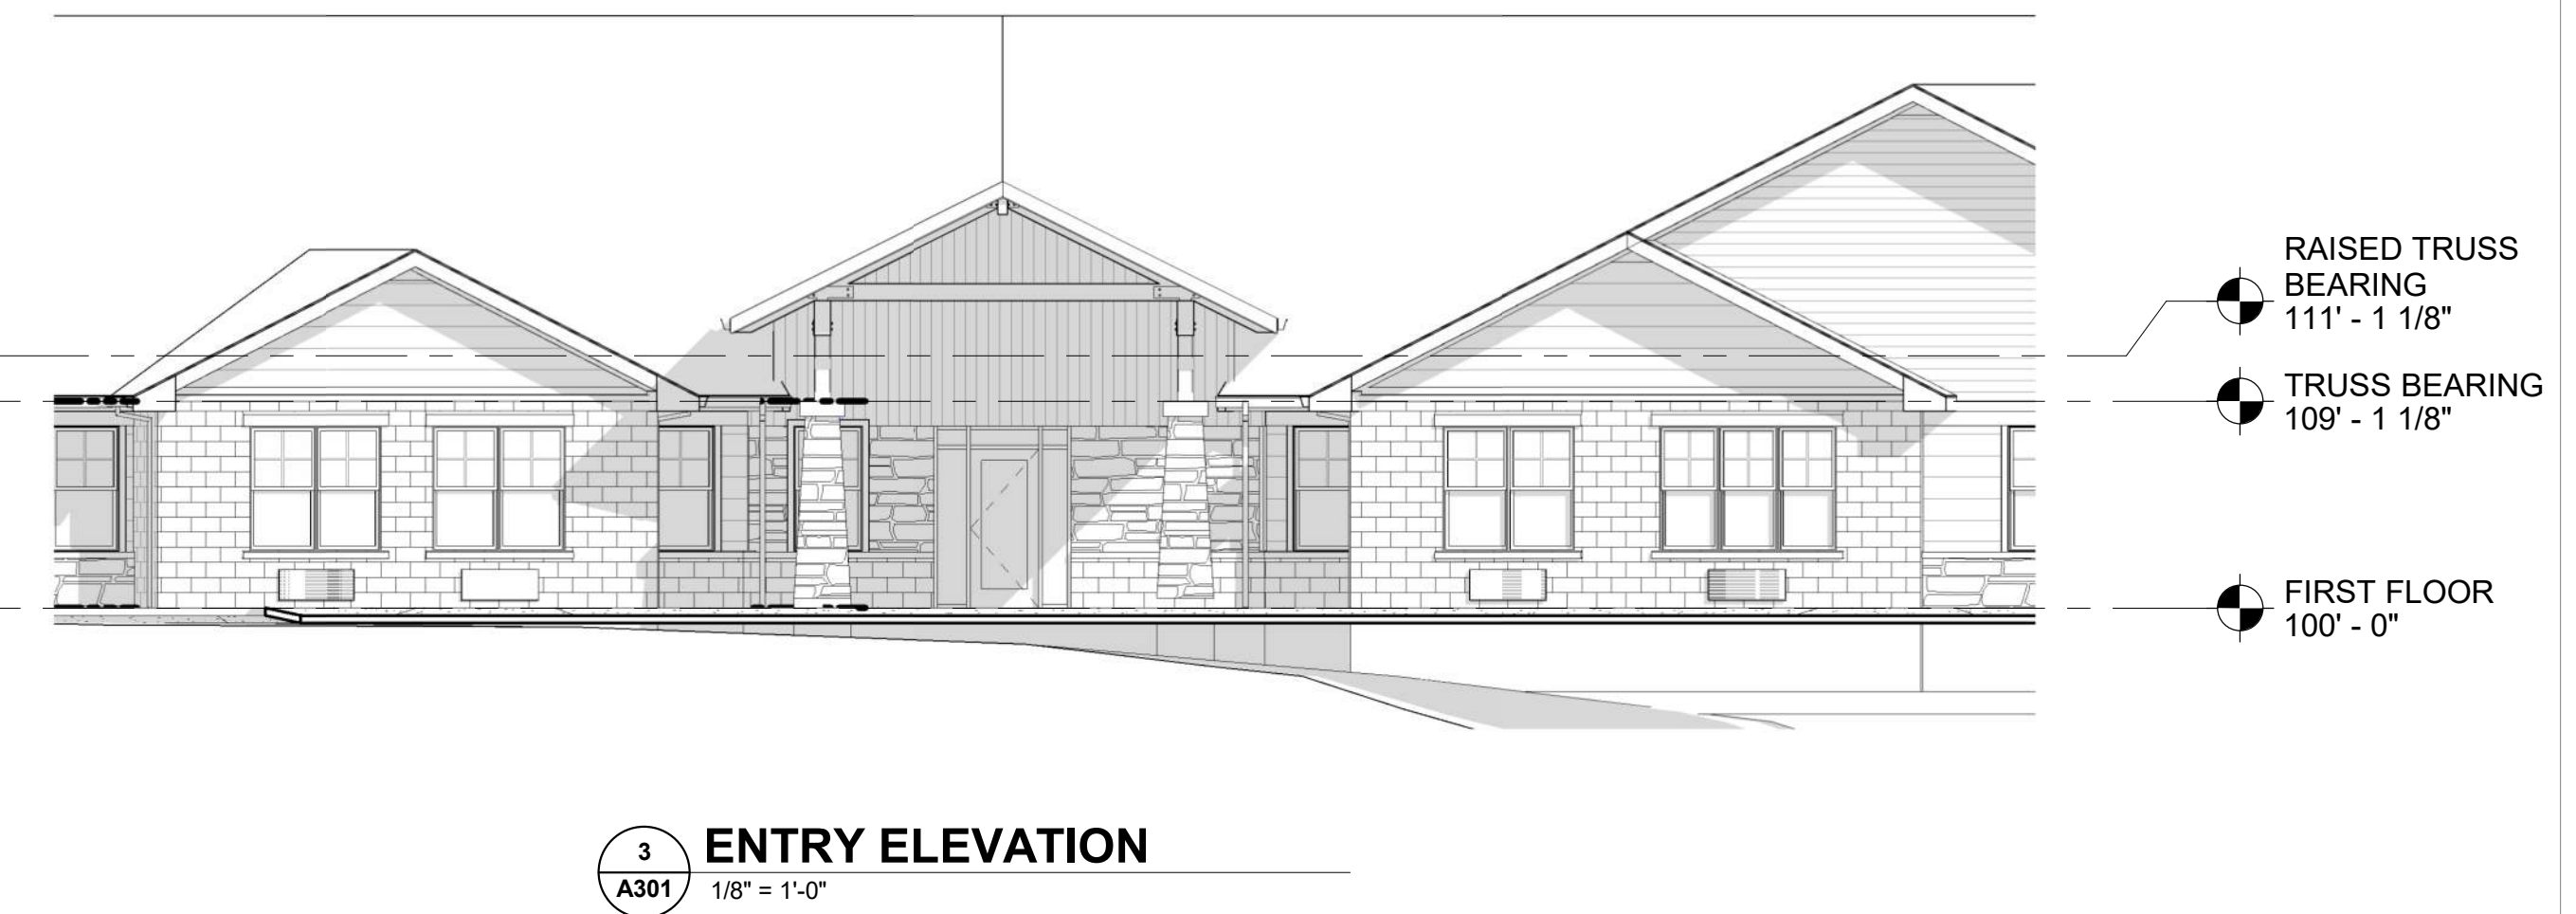 RAISED TRUSS
BEARING
111' - 1 1/8"
TRUSS BEARING
109' - 1 1/8"
FIRST FLOOR
100' - 0"
3
A301
ENTRY ELEVATION
1/8" = 1'-0"